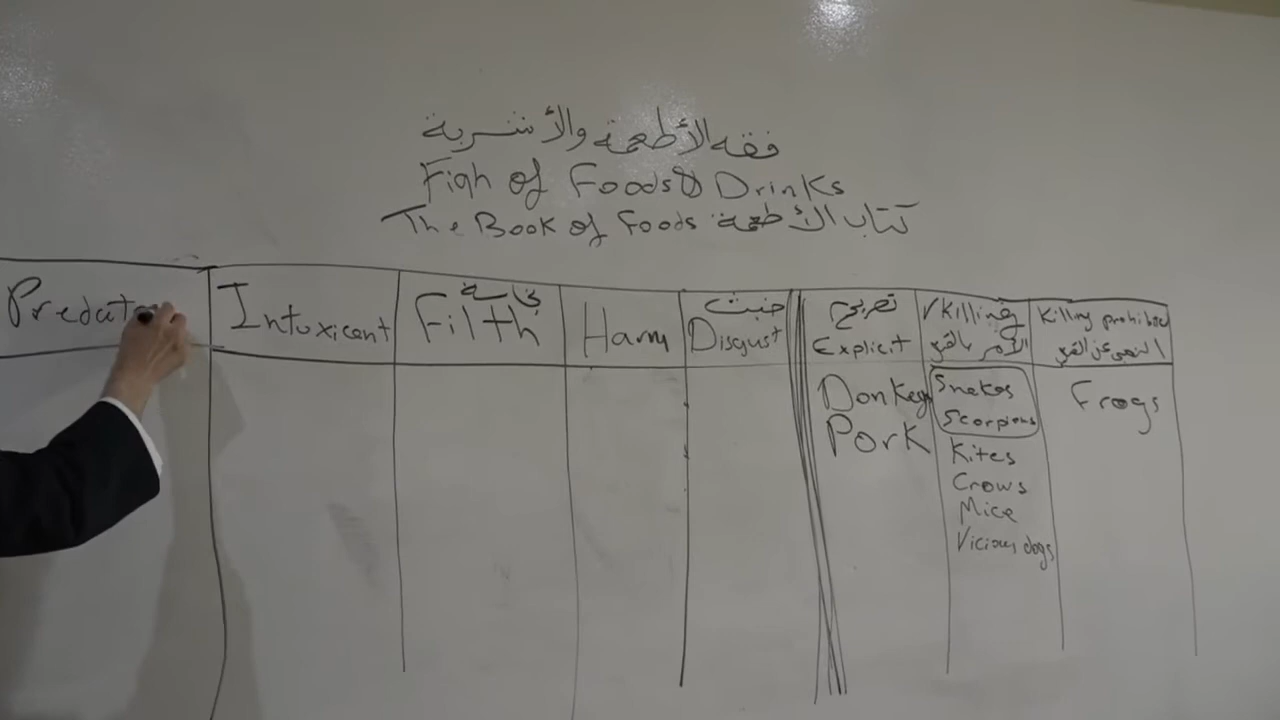 فقه الأطعمة والأشربة
Fiqh of Foods & Drinks
The Book of Foods كتاب الأطعمة
Predato
Intoxicant
نجاسة
Filth
Harm
خبث
Disgust
تصريح
Explicit
Killing
الأمر بالقتل
Killing prohibited
النهي عن القتل
Donkeys
Pork
Snakes
Scorpions
Kites
Crows
Mice
Vicious dogs
Frogs